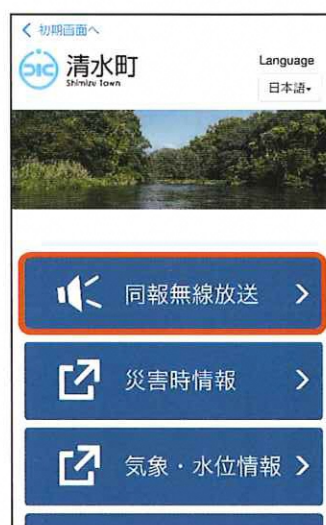 初期画面へ
清水町
Shimizu Town
Language
日本語
同報無線放送
災害時情報
気象・水位情報